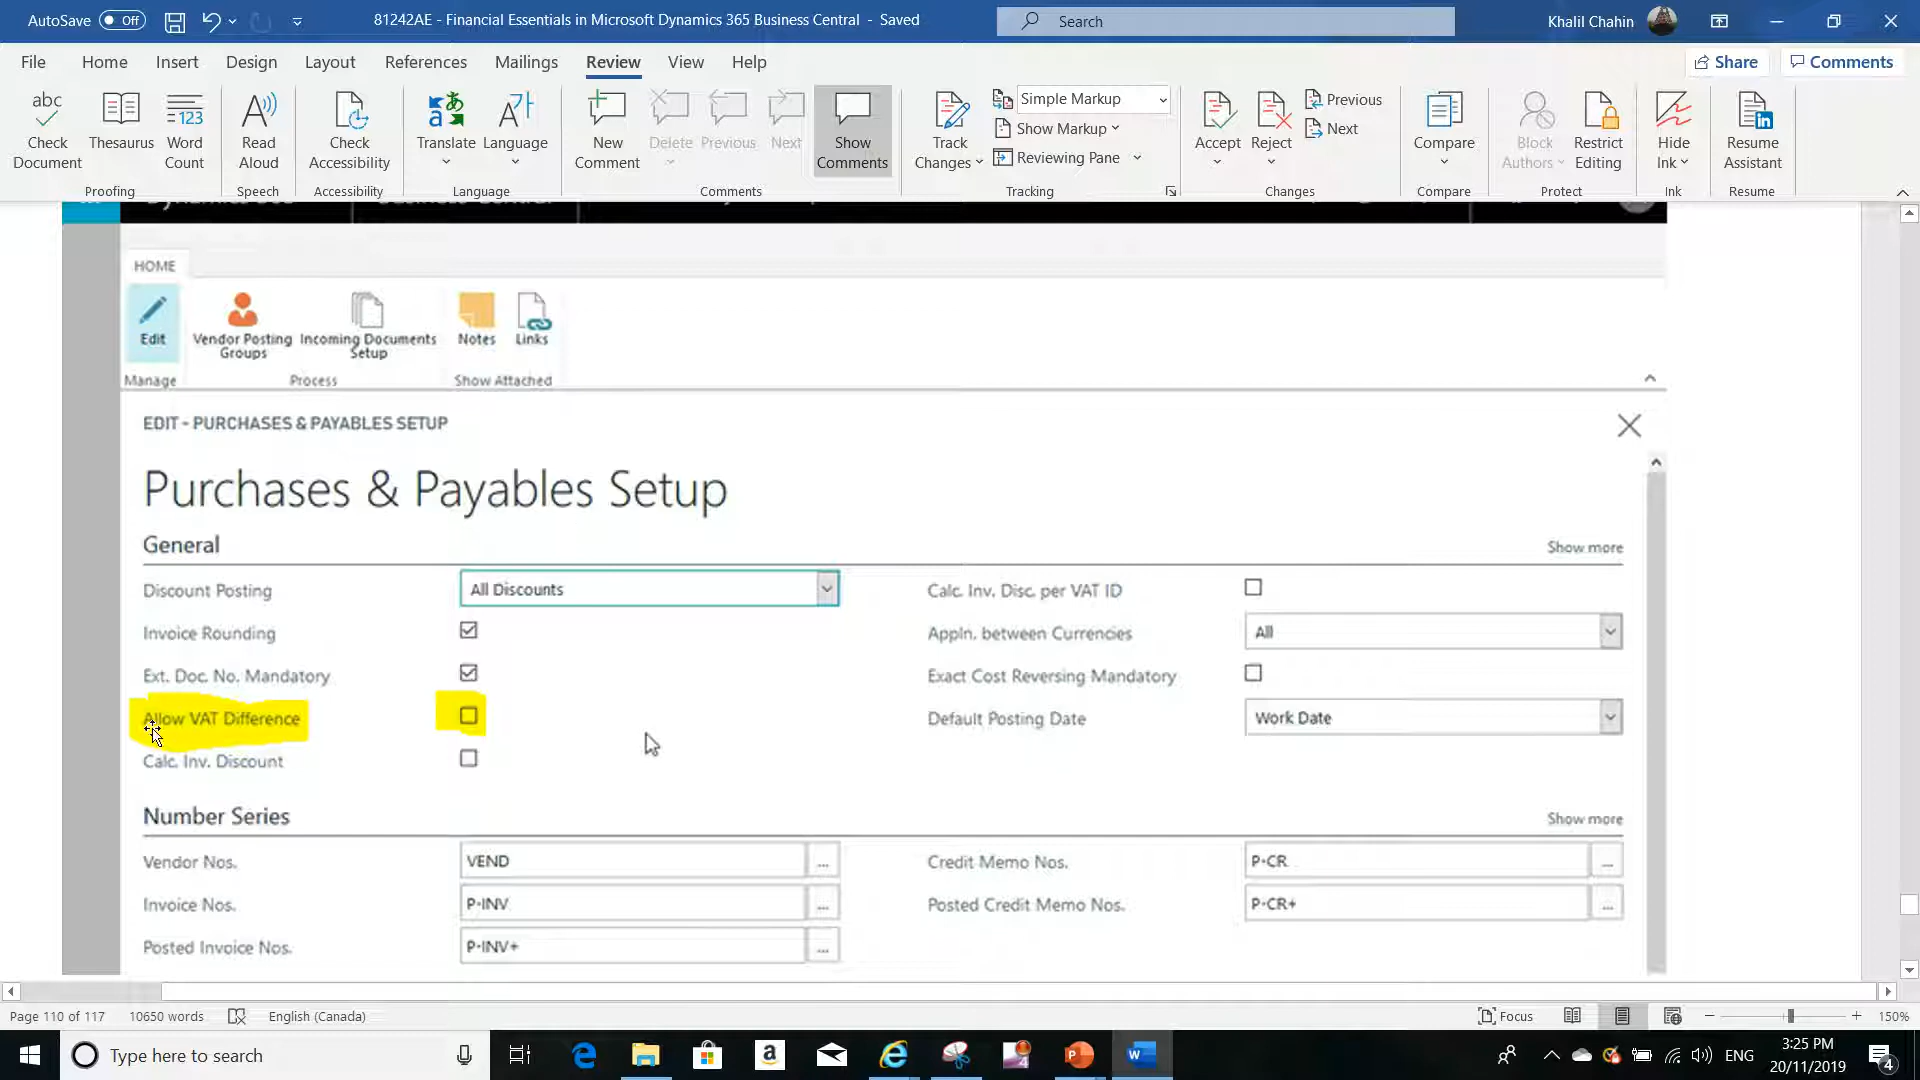 AutoSave Off 81242AE - Financial Essentials in Microsoft Dynamics 365 Business Central - Saved Search Khalil Chahin
File Home Insert Design Layout References Mailings Review View Help Share Comments
abc
Check Document
Thesaurus
123
Word Count
Proofing
Read Aloud
Speech
Check Accessibility
Accessibility
Translate
Language
Language
New Comment
Delete
Previous
Next
Show Comments
Comments
Track Changes
Simple Markup
Show Markup
Reviewing Pane
Tracking
Accept
Reject
Previous
Next
Changes
Compare
Compare
Block Authors
Restrict Editing
Protect
Hide Ink
Ink
Resume Assistant
Resume
HOME
Edit
Manage
Vendor Posting Groups
Incoming Documents Setup
Process
Notes
Links
Show Attached
EDIT - PURCHASES & PAYABLES SETUP
Purchases & Payables Setup
General Show more
Discount Posting All Discounts Calc. Inv. Disc. per VAT ID
Invoice Rounding Appln. between Currencies All
Ext. Doc. No. Mandatory Exact Cost Reversing Mandatory
Allow VAT Difference Default Posting Date Work Date
Calc. Inv. Discount
Number Series Show more
Vendor Nos. VEND ... Credit Memo Nos. P-CR ...
Invoice Nos. P-INV ... Posted Credit Memo Nos. P-CR+ ...
Posted Invoice Nos. P-INV+ ...
Page 110 of 117 10650 words English (Canada) Focus 150%
Type here to search ENG 3:25 PM
20/11/2019 4